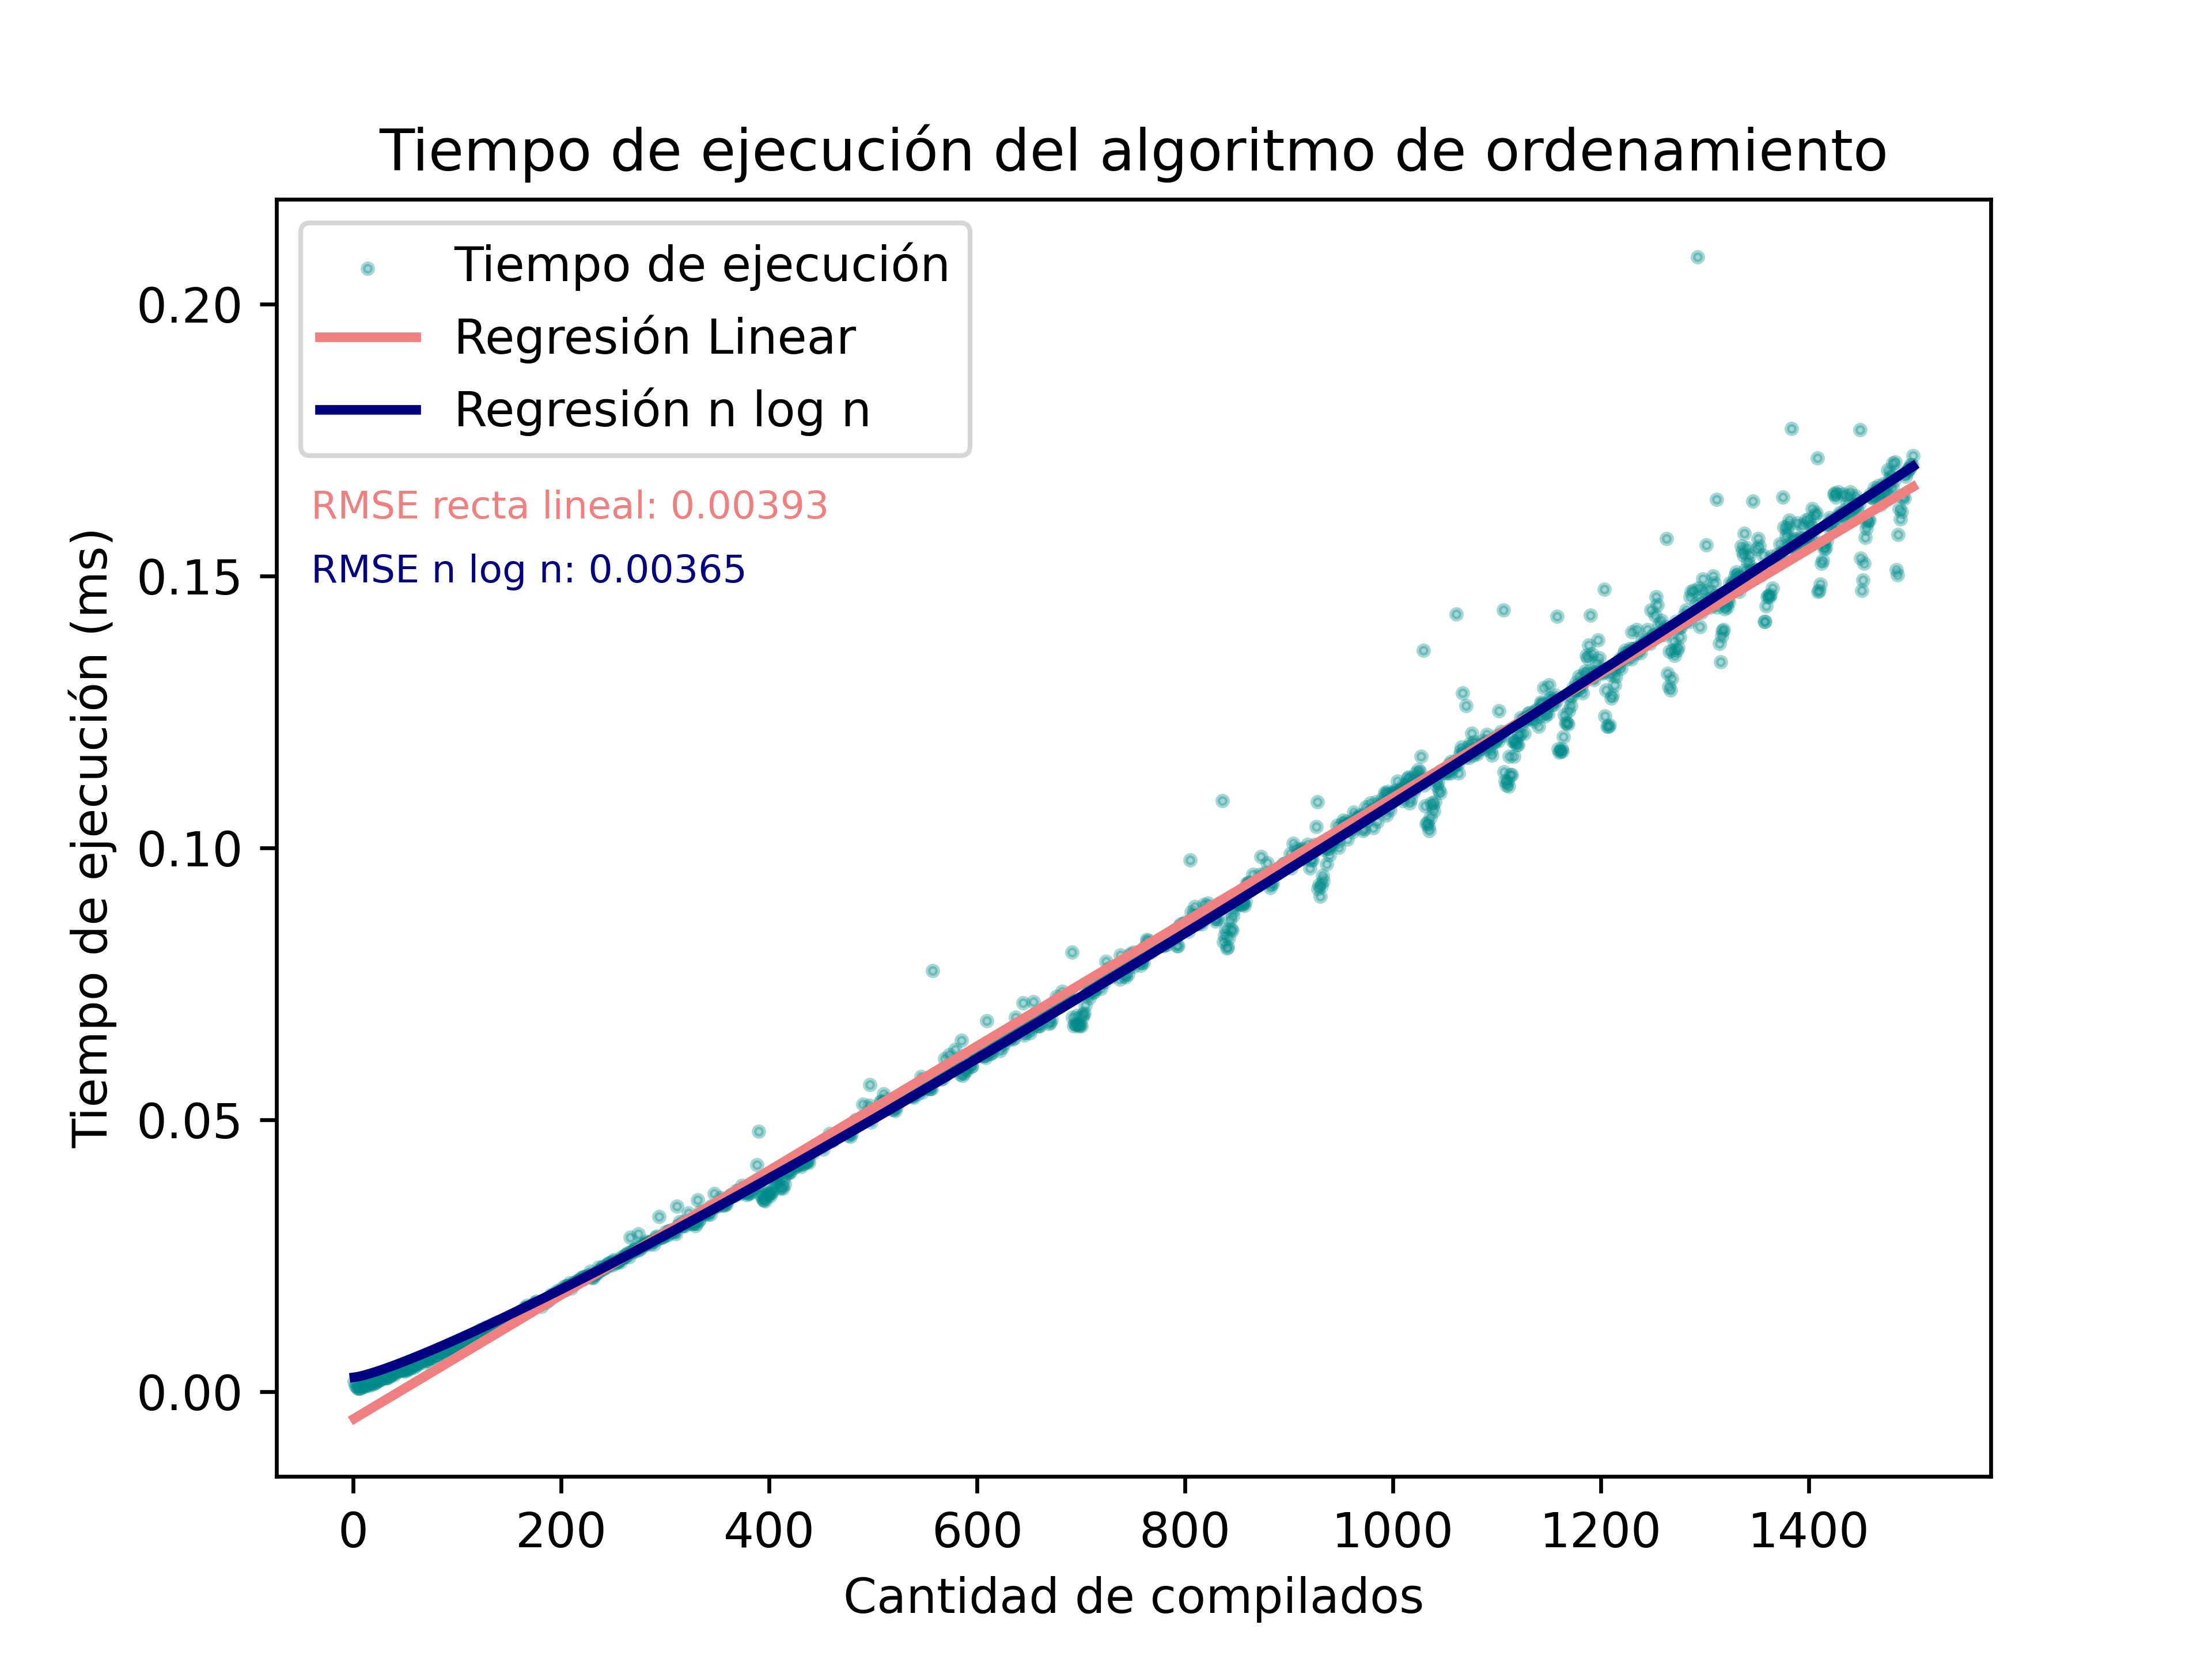 Tiempo de ejecución del algoritmo de ordenamiento
Tiempo de ejecución
Regresión Linear
Regresión n log n
RMSE recta lineal: 0.00393
RMSE n log n: 0.00365
Tiempo de ejecución (ms)
0.20
0.15
0.10
0.05
0.00
0 200 400 600 800 1000 1200 1400
Cantidad de compilados